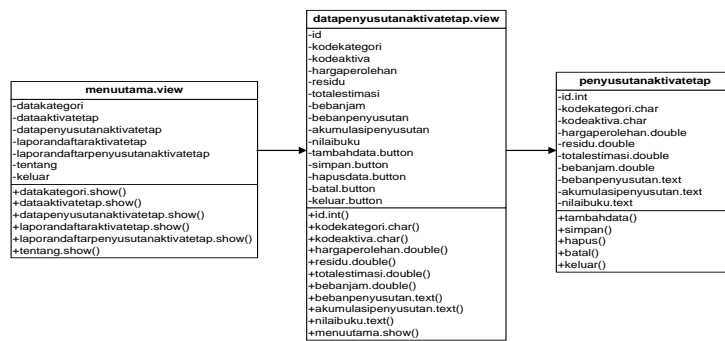 menuutama.view
-datakategori
-dataaktivatetap
-datapenyusutanaktivatetap
-laporandaftaraktivatetap
-laporandaftarpenyusutanaktivatetap
-tentang
-keluar
+datakategori.show()
+dataaktivatetap.show()
+datapenyusutanaktivatetap.show()
+laporandaftaraktivatetap.show()
+laporandaftarpenyusutanaktivatetap.show()
+tentang.show()
datapenyusutanaktivatetap.view
-id
-kodekategori
-kodeaktiva
-hargaperolehan
-residu
-totalestimasi
-bebanjam
-bebanpenyusutan
-akumulasipenyusutan
-nilaibuku
-tambahdata.button
-simpan.button
-hapusdata.button
-batal.button
-keluar.button
+id.int()
+kodekategori.char()
+kodeaktiva.char()
+hargaperolehan.double()
+residu.double()
+totalestimasi.double()
+bebanjam.double()
+bebanpenyusutan.text()
+akumulasipenyusutan.text()
+nilaibuku.text()
+menuutama.show()
penyusutanaktivatetap
-id.int
-kodekategori.char
-kodeaktiva.char
-hargaperolehan.double
-residu.double
-totalestimasi.double
-bebanjam.double
-bebanpenyusutan.text
-akumulasipenyusutan.text
-nilaibuku.text
+tambahdata()
+simpan()
+hapus()
+batal()
+keluar()